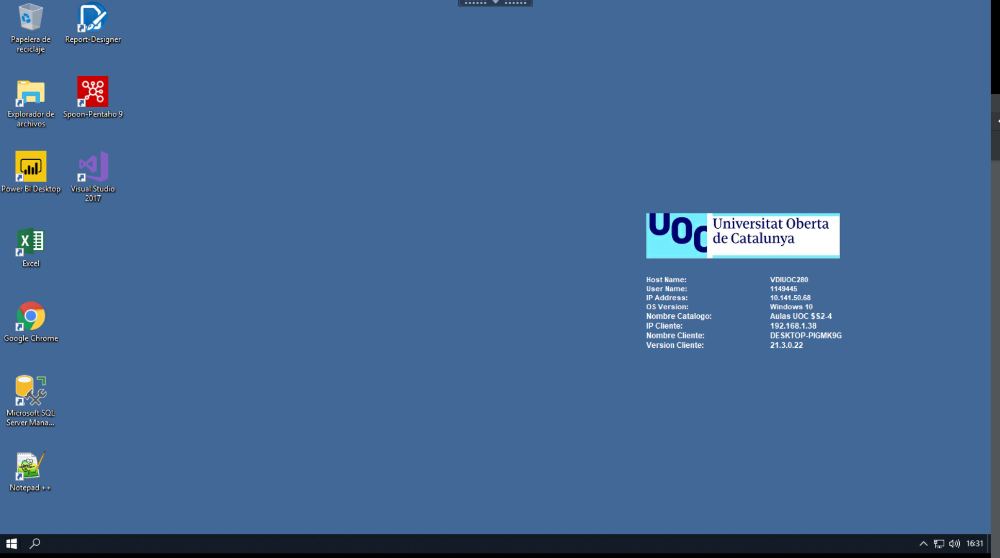 Papelera de
reciclaje
Report-Designer
Explorador de
archivos
Spoon-Pentaho 9
Power BI Desktop
Visual Studio
2017
Excel
Google Chrome
Microsoft SQL
Server Mana...
Notepad ++
UOC
Universitat Oberta
de Catalunya
Host Name: VDIUOC280
User Name: 1149445
IP Address: 10.141.50.68
OS Version: Windows 10
Nombre Catalogo: Aulas UOC $S2-4
IP Cliente: 192.168.1.38
Nombre Cliente: DESKTOP-PIGMK9G
Version Cliente: 21.3.0.22
16:31